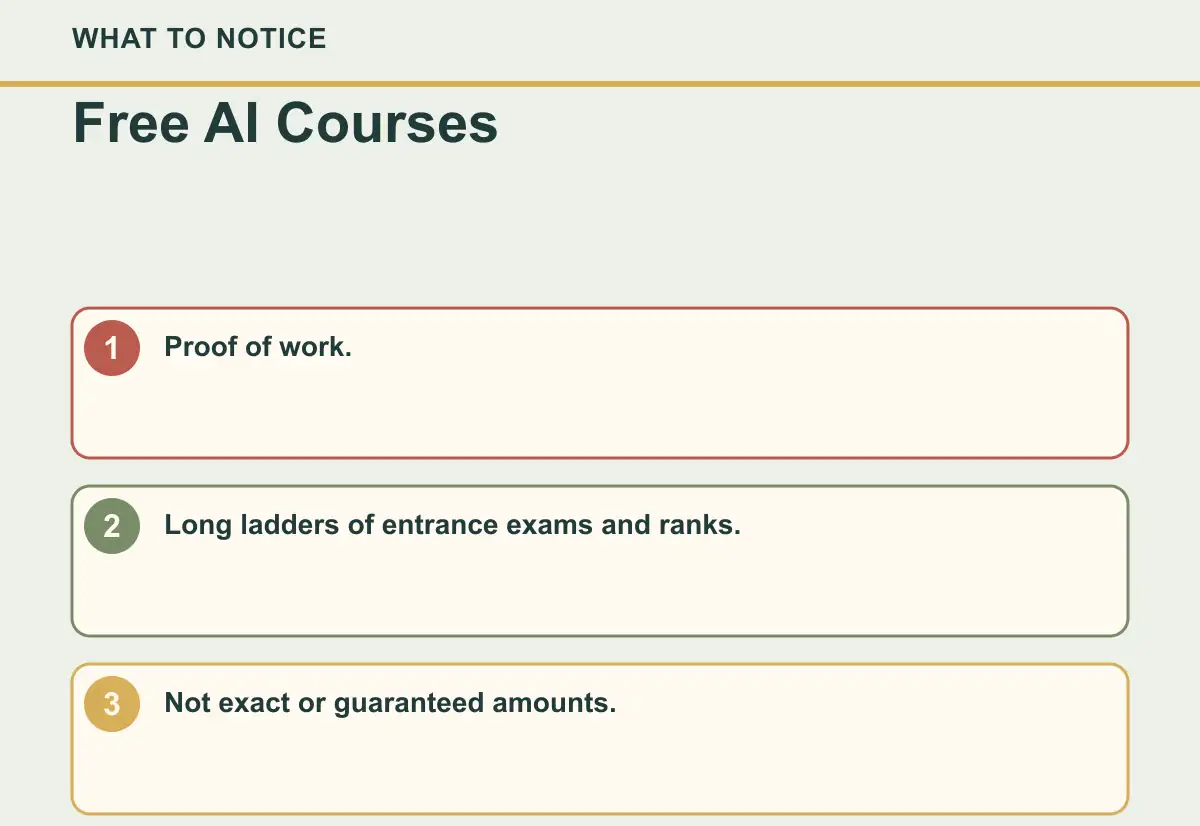 WHAT TO NOTICE
Free AI Courses
1 Proof of work.
2 Long ladders of entrance exams and ranks.
3 Not exact or guaranteed amounts.